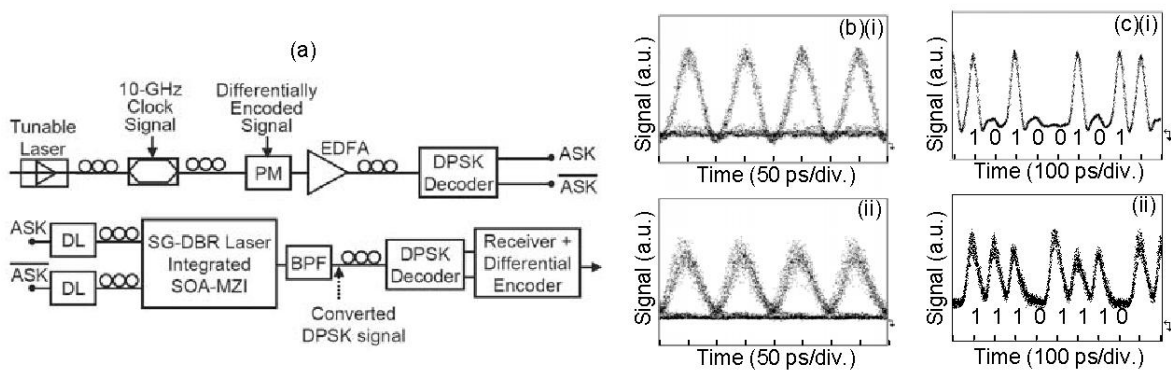 (a)
10-GHz
Clock
Signal
Differentially
Encoded
Signal
Tunable
Laser
PM
EDFA
DPSK
Decoder
ASK
A̅S̅K̅
ASK
A̅S̅K̅
DL
DL
SG-DBR Laser
Integrated
SOA-MZI
BPF
DPSK
Decoder
Receiver +
Differential
Encoder
Converted
DPSK signal
(b)(i)
Signal (a.u.)
Time (50 ps/div.)
(ii)
Signal (a.u.)
Time (50 ps/div.)
(c)(i)
Signal (a.u.)
1 0 1 0 0 1 0 1
Time (100 ps/div.)
(ii)
Signal (a.u.)
1 1 1 0 1 1 1 0
Time (100 ps/div.)